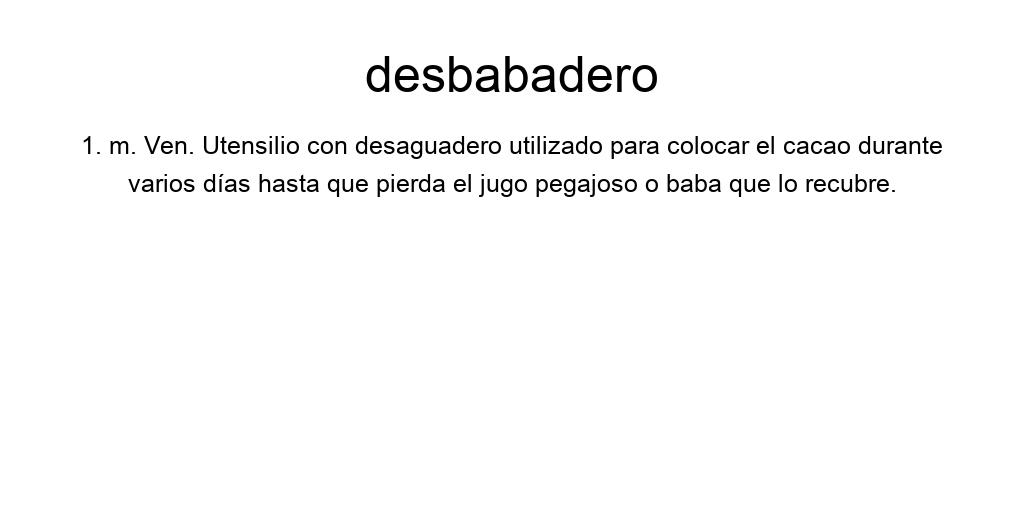 desbabadero
1. m. Ven. Utensilio con desaguadero utilizado para colocar el cacao durante
varios días hasta que pierda el jugo pegajoso o baba que lo recubre.